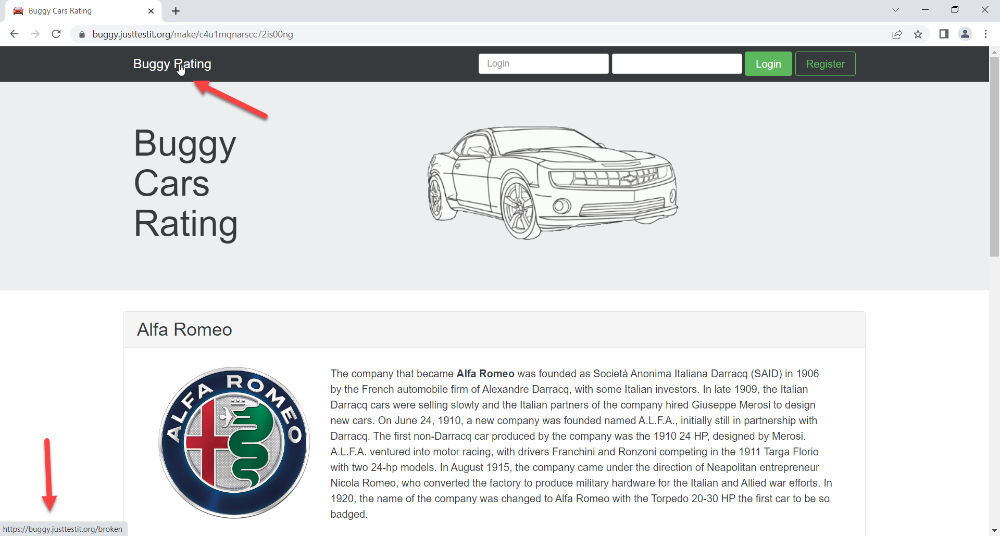 Buggy Cars Rating
buggy.justtestit.org/make/c4u1mqnarscc72is00ng
Buggy Rating
Login
Login
Register
Buggy
Cars
Rating
Alfa Romeo
ALFA ROMEO
The company that became Alfa Romeo was founded as Società Anonima Italiana Darracq (SAID) in 1906
by the French automobile firm of Alexandre Darracq, with some Italian investors. In late 1909, the Italian
Darracq cars were selling slowly and the Italian partners of the company hired Giuseppe Merosi to design
new cars. On June 24, 1910, a new company was founded named A.L.F.A., initially still in partnership with
Darracq. The first non-Darracq car produced by the company was the 1910 24 HP, designed by Merosi.
A.L.F.A. ventured into motor racing, with drivers Franchini and Ronzoni competing in the 1911 Targa Florio
with two 24-hp models. In August 1915, the company came under the direction of Neapolitan entrepreneur
Nicola Romeo, who converted the factory to produce military hardware for the Italian and Allied war efforts. In
1920, the name of the company was changed to Alfa Romeo with the Torpedo 20-30 HP the first car to be so
badged.
https://buggy.justtestit.org/broken